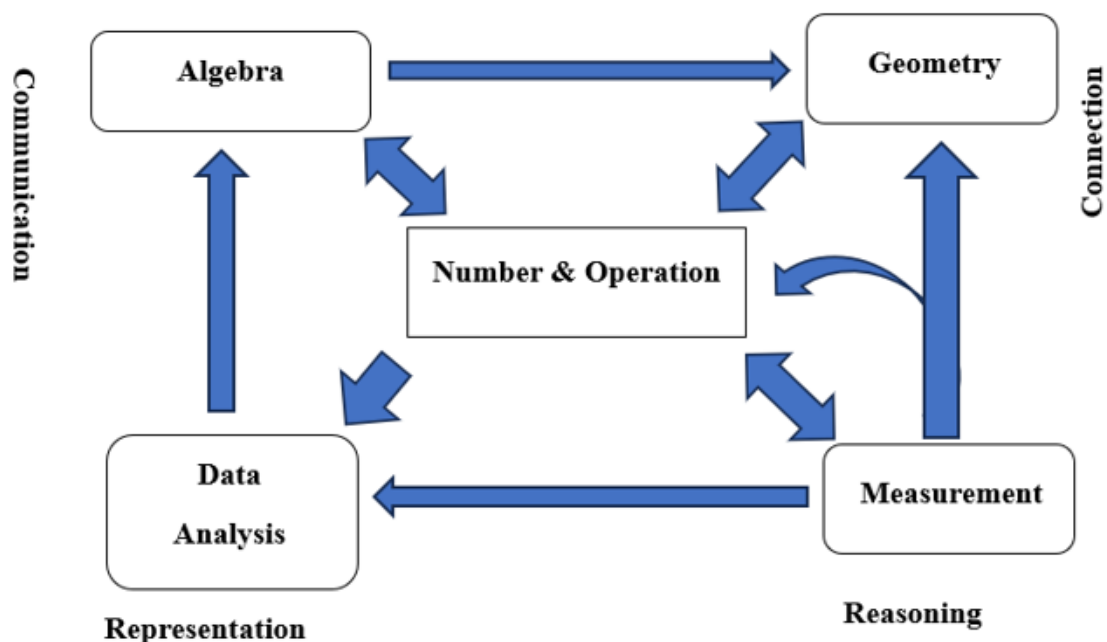 Communication
Algebra
Geometry
Connection
Number & Operation
Data
Analysis
Measurement
Representation
Reasoning